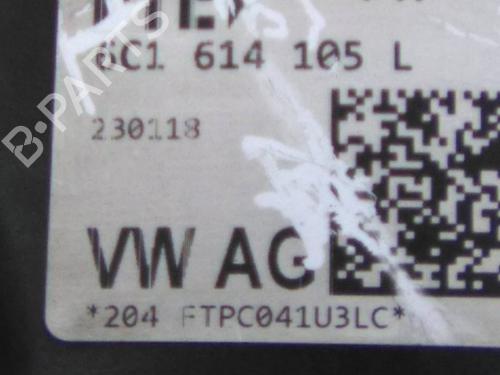 6C1 614 105 L
230118
VW AG
*204 FTPC041U3LC*
B-PARTS